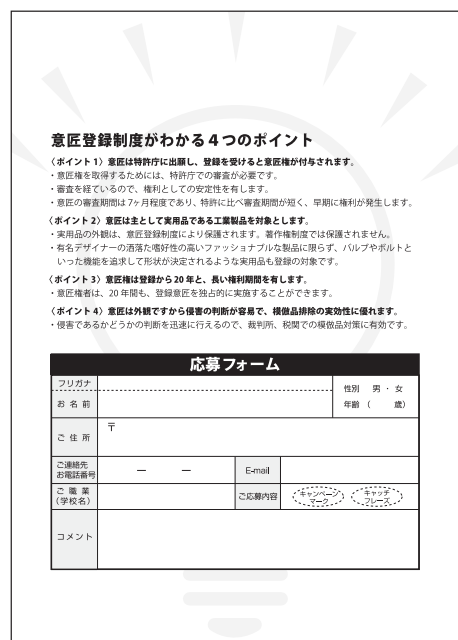 意匠登録制度がわかる4つのポイント
〈ポイント1〉意匠は特許庁に出願し、登録を受けると意匠権が付与されます。
・意匠権を取得するためには、特許庁での審査が必要です。
・審査を経ているので、権利としての安定性を有します。
・意匠の審査期間は7ヶ月程度であり、特許に比べ審査期間が短く、早期に権利が発生します。
〈ポイント2〉意匠は主として実用品である工業製品を対象とします。
・実用品の外観は、意匠登録制度により保護されます。著作権制度では保護されません。
・有名デザイナーの洒落た嗜好性の高いファッショナブルな製品に限らず、バルブやボルトと
いった機能を追求して形状が決定されるような実用品も登録の対象です。
〈ポイント3〉意匠権は登録から20年と、長い権利期間を有します。
・意匠権者は、20年間も、登録意匠を独占的に実施することができます。
〈ポイント4〉意匠は外観ですから侵害の判断が容易で、模倣品排除の実効性に優れます。
・侵害であるかどうかの判断を迅速に行えるので、裁判所、税関での模倣品対策に有効です。
応募フォーム
フリガナ
お名前
性別 男・女
年齢（ 歳）
ご住所
〒
ご連絡先
お電話番号
― ―
E-mail
ご職業
（学校名）
ご応募内容
キャンペーン
マーク
キャッチ
フレーズ
コメント